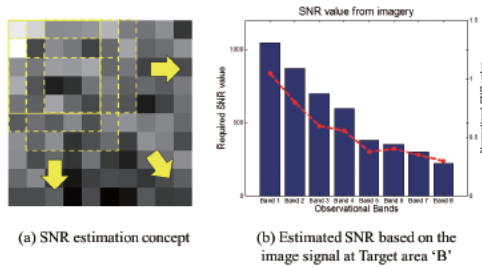 SNR value from imagery
1000
500
0
Required SNR value
1.5
1
0.5
0
Band 1 Band 2 Band 3 Band 4 Band 5 Band 6 Band 7 Band 8
Observational Bands
(a) SNR estimation concept
(b) Estimated SNR based on the
image signal at Target area ‘B’